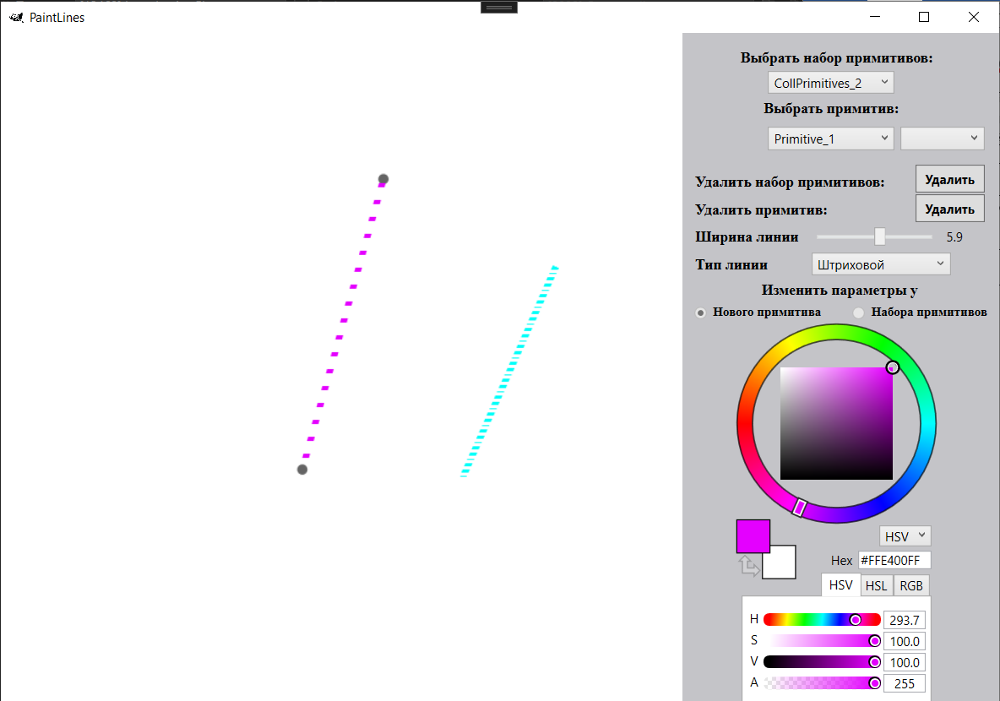 PaintLines
Выбрать набор примитивов:
CollPrimitives_2
Выбрать примитив:
Primitive_1
Удалить набор примитивов: Удалить
Удалить примитив: Удалить
Ширина линии 5.9
Тип линии Штриховой
Изменить параметры у
Нового примитива Набора примитивов
HSV
Hex #FFE400FF
HSV HSL RGB
H 293.7
S 100.0
V 100.0
A 255